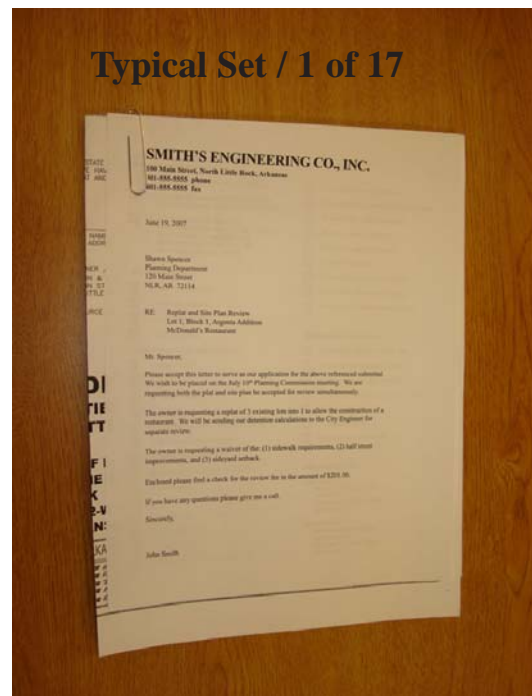 Typical Set / 1 of 17
SMITH'S ENGINEERING CO., INC.
100 Main Street, North Little Rock, Arkansas
501-555-5555 phone
501-555-5555 fax
June 19, 2007
Shawn Spencer
Planning Department
120 Main Street
NLR, AR 72114
RE: Replat and Site Plan Review
Lot 1, Block 1, Argenta Addition
McDonald's Restaurant
Mr. Spencer,
Please accept this letter to serve as our application for the above referenced submittal.
We wish to be placed on the July 10th Planning Commission meeting. We are
requesting both the plat and site plan be accepted for review simultaneously.
The owner is requesting a replat of 3 existing lots into 1 to allow the construction of a
restaurant. We will be sending our detention calculations to the City Engineer for
separate review.
The owner is requesting a waiver of the: (1) sidewalk requirements, (2) half street
improvements, and (3) sideyard setback.
Enclosed please find a check for the review fee in the amount of
If you have any questions please give me a call.
Sincerely,
John Smith